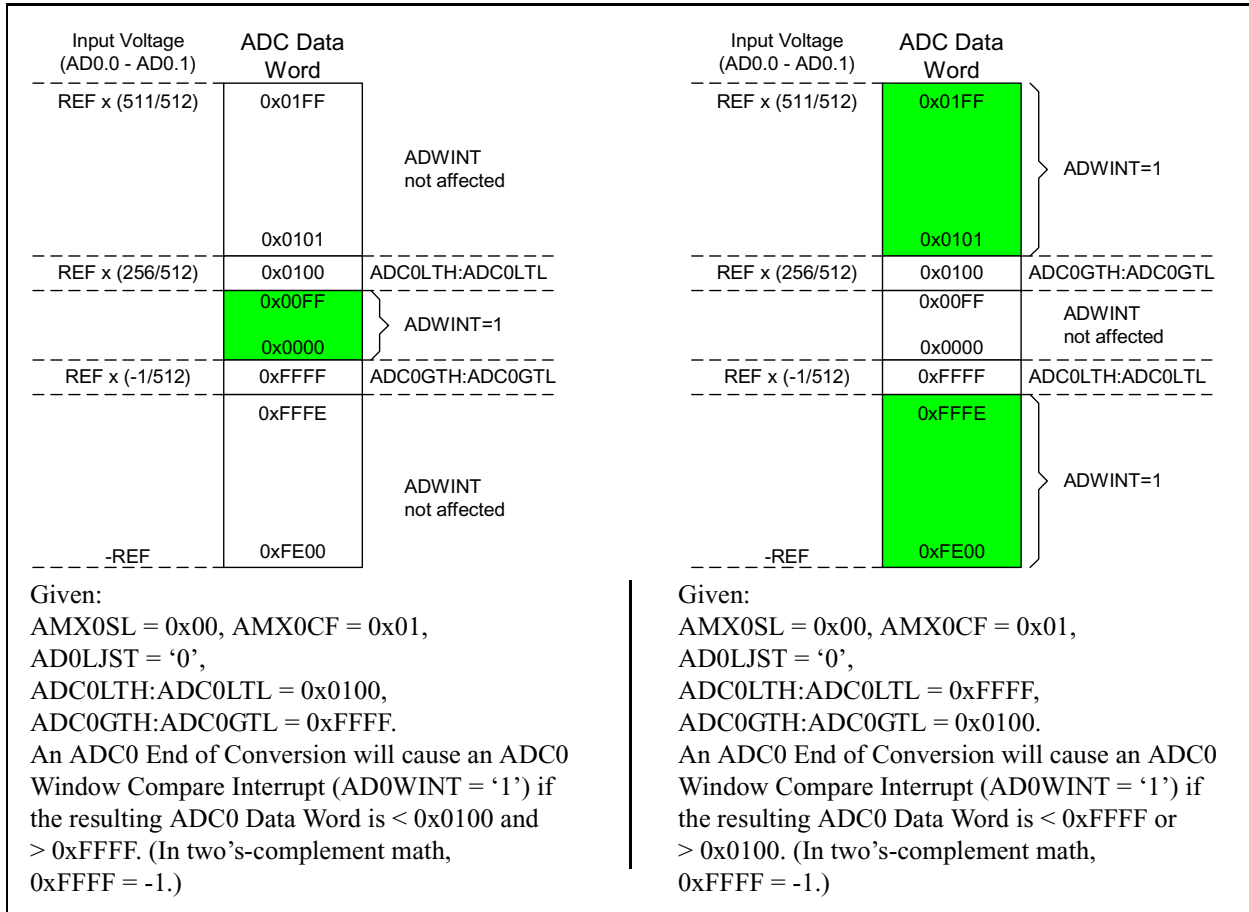 Input Voltage
(AD0.0 - AD0.1)
ADC Data
Word
REF x (511/512)
0x01FF
ADWINT
not affected
0x0101
REF x (256/512)
0x0100
ADC0LTH:ADC0LTL
0x00FF
ADWINT=1
0x0000
REF x (-1/512)
0xFFFF
ADC0GTH:ADC0GTL
0xFFFE
ADWINT
not affected
-REF
0xFE00
Given:
AMX0SL = 0x00, AMX0CF = 0x01,
AD0LJST = ‘0’,
ADC0LTH:ADC0LTL = 0x0100,
ADC0GTH:ADC0GTL = 0xFFFF.
An ADC0 End of Conversion will cause an ADC0
Window Compare Interrupt (AD0WINT = ‘1’) if
the resulting ADC0 Data Word is < 0x0100 and
> 0xFFFF. (In two’s-complement math,
0xFFFF = -1.)
Input Voltage
(AD0.0 - AD0.1)
ADC Data
Word
REF x (511/512)
0x01FF
ADWINT=1
0x0101
REF x (256/512)
0x0100
ADC0GTH:ADC0GTL
0x00FF
ADWINT
not affected
0x0000
REF x (-1/512)
0xFFFF
ADC0LTH:ADC0LTL
0xFFFE
ADWINT=1
-REF
0xFE00
Given:
AMX0SL = 0x00, AMX0CF = 0x01,
AD0LJST = ‘0’,
ADC0LTH:ADC0LTL = 0xFFFF,
ADC0GTH:ADC0GTL = 0x0100.
An ADC0 End of Conversion will cause an ADC0
Window Compare Interrupt (AD0WINT = ‘1’) if
the resulting ADC0 Data Word is < 0xFFFF or
> 0x0100. (In two’s-complement math,
0xFFFF = -1.)